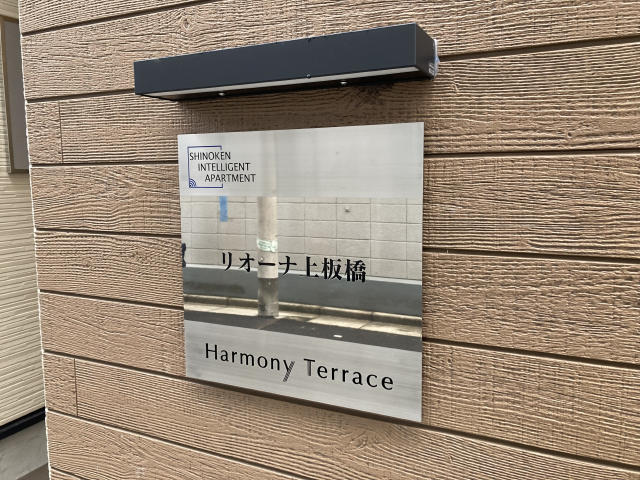 SHINOKEN
INTELLIGENT
APARTMENT
リオーナ上板橋
Harmony Terrace